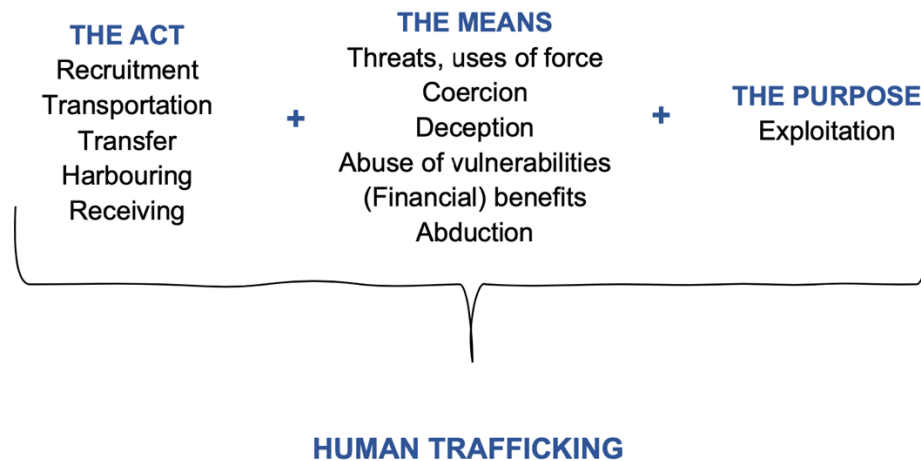 THE ACT
Recruitment
Transportation
Transfer
Harbouring
Receiving
+
THE MEANS
Threats, uses of force
Coercion
Deception
Abuse of vulnerabilities
(Financial) benefits
Abduction
+
THE PURPOSE
Exploitation
HUMAN TRAFFICKING